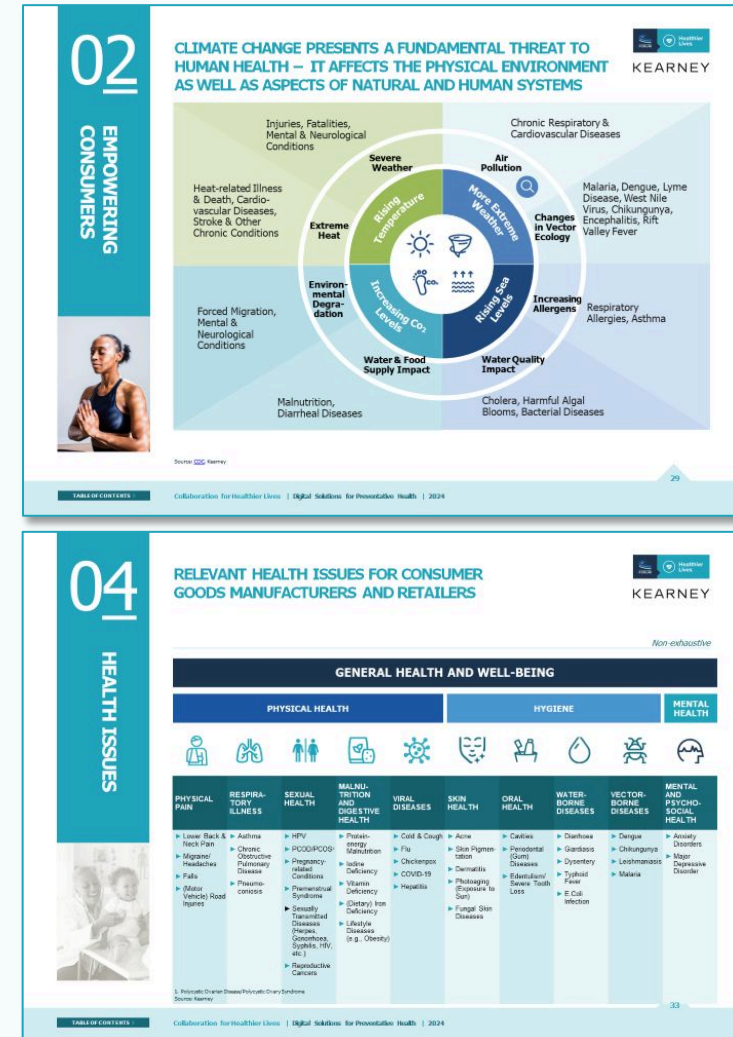 02
EMPOWERING
CONSUMERS
CLIMATE CHANGE PRESENTS A FUNDAMENTAL THREAT TO
HUMAN HEALTH – IT AFFECTS THE PHYSICAL ENVIRONMENT
AS WELL AS ASPECTS OF NATURAL AND HUMAN SYSTEMS
Healthier
Lives
KEARNEY
Injuries, Fatalities,
Mental & Neurological
Conditions
Chronic Respiratory &
Cardiovascular Diseases
Severe
Weather
Air
Pollution
Heat-related Illness
& Death, Cardio-
vascular Diseases,
Stroke & Other
Chronic Conditions
Extreme
Heat
Rising
Temperature
More Extreme
Weather
Changes
in Vector
Ecology
Malaria, Dengue, Lyme
Disease, West Nile
Virus, Chikungunya,
Encephalitis, Rift
Valley Fever
CO₂
Forced Migration,
Mental &
Neurological
Conditions
Environ-
mental
Degra-
dation
Increasing Co₂
Levels
Rising Sea
Levels
Increasing
Allergens
Respiratory
Allergies, Asthma
Water & Food
Supply Impact
Water Quality
Impact
Malnutrition,
Diarrheal Diseases
Cholera, Harmful Algal
Blooms, Bacterial Diseases
Source: CDC, Kearney
29
TABLE OF CONTENTS
Collaboration for Healthier Lives | Digital Solutions for Preventative Health | 2024
04
HEALTH ISSUES
RELEVANT HEALTH ISSUES FOR CONSUMER
GOODS MANUFACTURERS AND RETAILERS
Healthier
Lives
KEARNEY
Non-exhaustive
GENERAL HEALTH AND WELL-BEING
PHYSICAL HEALTH
HYGIENE
MENTAL
HEALTH
PHYSICAL
PAIN
► Lower Back &
Neck Pain
► Migraine/
Headaches
► Falls
► (Motor
Vehicle) Road
Injuries
RESPIRA-
TORY
ILLNESS
► Asthma
► Chronic
Obstructive
Pulmonary
Disease
► Pneumo-
coniosis
SEXUAL
HEALTH
► HPV
► PCOD/PCOS¹
► Pregnancy-
related
Conditions
► Premenstrual
Syndrome
► Sexually
Transmitted
Diseases
(Herpes,
Gonorrhoea,
Syphilis, HIV,
etc.)
► Reproductive
Cancers
MALNU-
TRITION
AND
DIGESTIVE
HEALTH
► Protein-
energy
Malnutrition
► Iodine
Deficiency
► Vitamin
Deficiency
► (Dietary) Iron
Deficiency
► Lifestyle
Diseases
(e.g., Obesity)
VIRAL
DISEASES
► Cold & Cough
► Flu
► Chickenpox
► COVID-19
► Hepatitis
SKIN
HEALTH
► Acne
► Skin Pigmen-
tation
► Dermatitis
► Photoaging
(Exposure to
Sun)
► Fungal Skin
Diseases
ORAL
HEALTH
► Cavities
► Periodontal
(Gum)
Diseases
► Edentulism/
Severe Tooth
Loss
WATER-
BORNE
DISEASES
► Diarrhoea
► Giardiasis
► Dysentery
► Typhoid
Fever
► E.Coli
Infection
VECTOR-
BORNE
DISEASES
► Dengue
► Chikungunya
► Leishmaniasis
► Malaria
MENTAL
AND
PSYCHO-
SOCIAL
HEALTH
► Anxiety
Disorders
► Major
Depressive
Disorder
1. Polycystic Ovarian Disease/Polycystic Ovary Syndrome
Source: Kearney
33
TABLE OF CONTENTS
Collaboration for Healthier Lives | Digital Solutions for Preventative Health | 2024